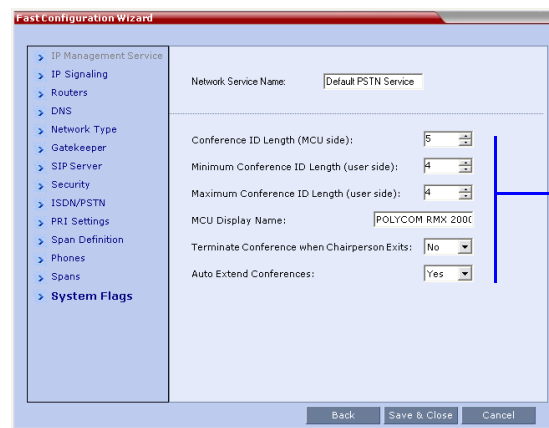 Fast Configuration Wizard
IP Management Service
IP Signaling
Routers
DNS
Network Type
Gatekeeper
SIP Server
Security
ISDN/PSTN
PRI Settings
Span Definition
Phones
Spans
System Flags
Network Service Name: Default PSTN Service
Conference ID Length (MCU side): 5
Minimum Conference ID Length (user side): 4
Maximum Conference ID Length (user side): 4
MCU Display Name: POLYCOM RMX 200(
Terminate Conference when Chairperson Exits: No
Auto Extend Conferences: Yes
Back Save & Close Cancel